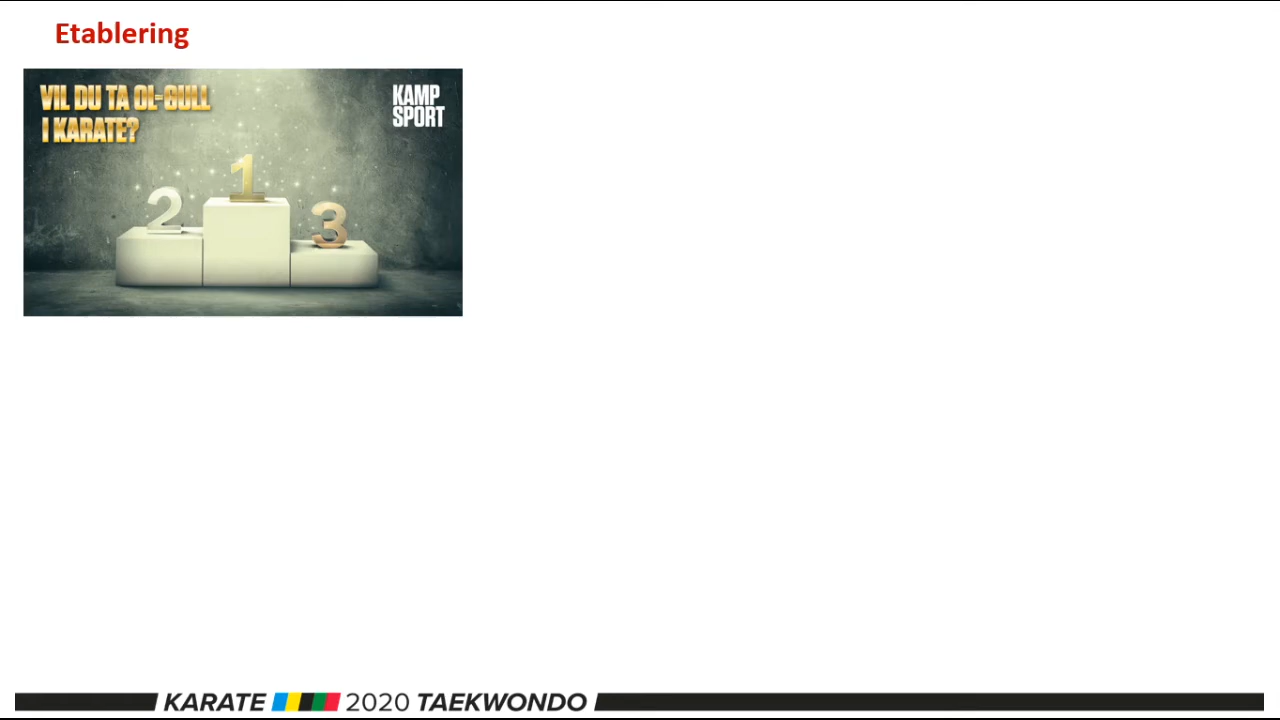 Etablering
VIL DU TA OL-GULL
I KARATE?
KAMP
SPORT
1
2
3
KARATE 2020 TAEKWONDO